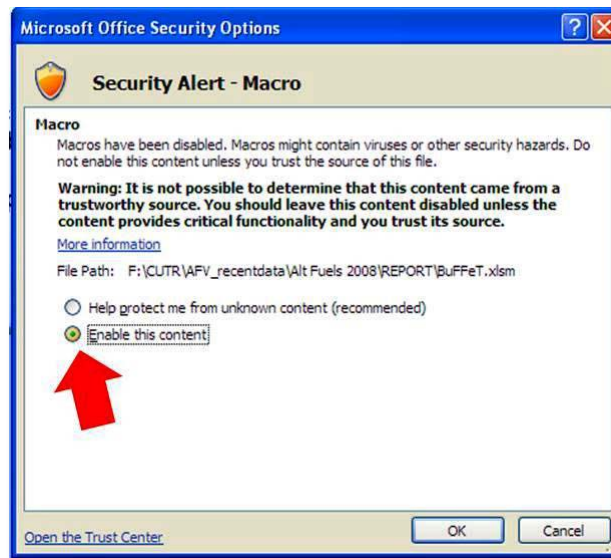 Microsoft Office Security Options
Security Alert - Macro
Macro
Macros have been disabled. Macros might contain viruses or other security hazards. Do
not enable this content unless you trust the source of this file.
Warning: It is not possible to determine that this content came from a
trustworthy source. You should leave this content disabled unless the
content provides critical functionality and you trust its source.
More information
File Path: F:\CUTR\AFV_recentdata\Alt Fuels 2008\REPORT\BuFFeT.xlsm
Help protect me from unknown content (recommended)
Enable this content
Open the Trust Center
OK
Cancel